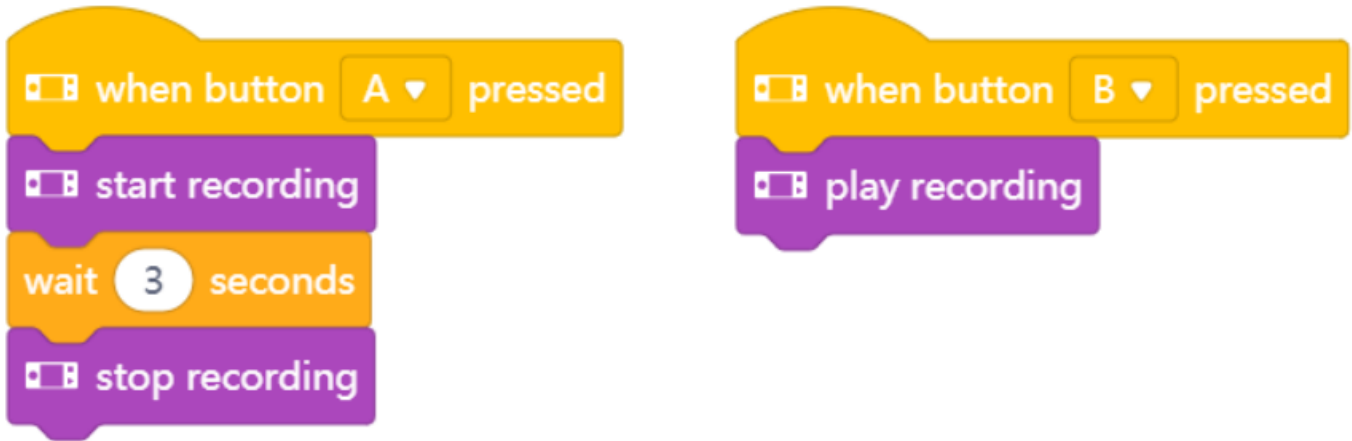 when button A pressed
start recording
wait 3 seconds
stop recording
when button B pressed
play recording